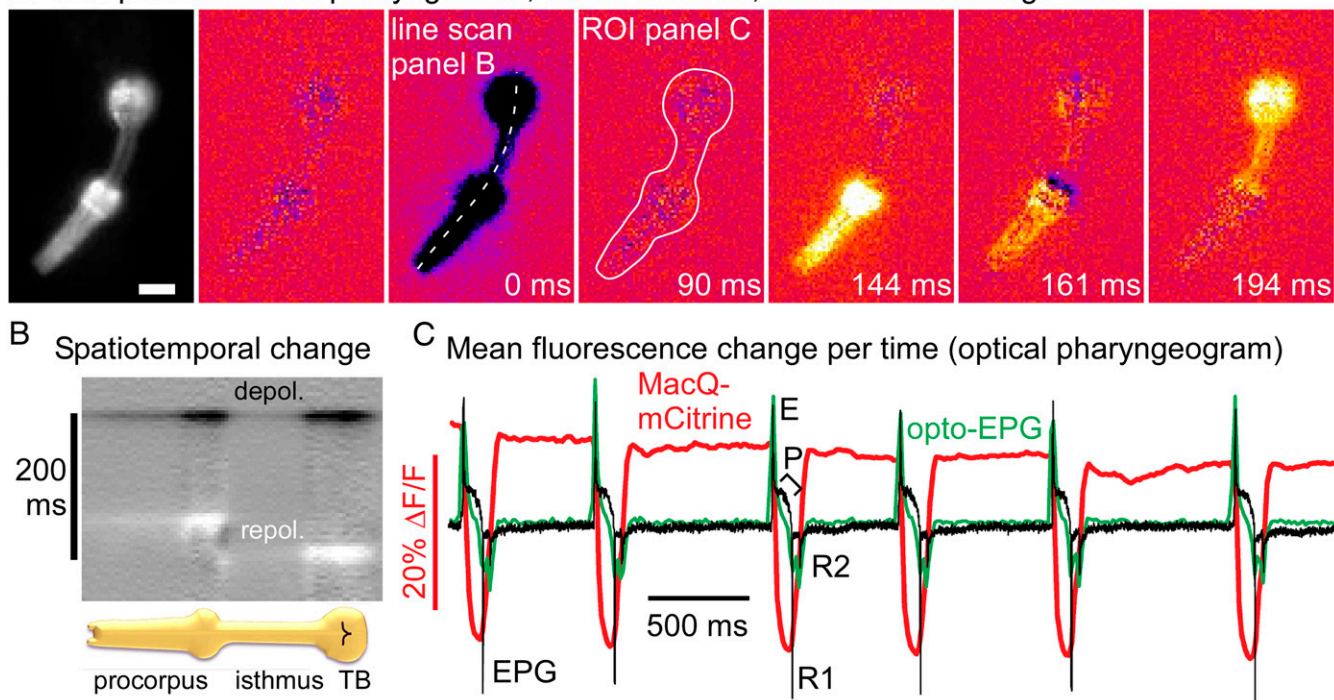 line scan
panel B
ROI panel C
0 ms
90 ms
144 ms
161 ms
194 ms
B
Spatiotemporal change
depol.
200
ms
repol.
procorpus
isthmus
TB
C
Mean fluorescence change per time (optical pharyngeogram)
MacQ-
mCitrine
E
opto-EPG
P
20% ΔF/F
R2
500 ms
EPG
R1